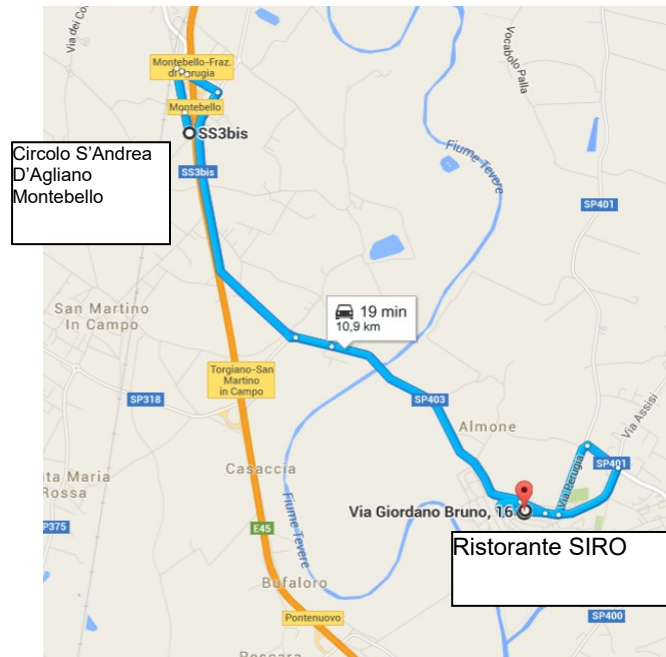 Via dei Co
Montebello-Fraz.
di Perugia
Montebello
SS3bis
Circolo S'Andrea
D'Agliano
Montebello
SS3bis
Vocabolo Palla
Fiume Tevere
SP401
San Martino
In Campo
19 min
10,9 km
Torgiano-San
Martino
in Campo
SP318
SP403
Almone
Via Assisi
SP401
Via Perugia
Casaccia
nta Maria
Rossa
Via Giordano Bruno, 16
SP375
E45
Fiume Tevere
Ristorante SIRO
Bufaloro
Pontenuovo
SP400